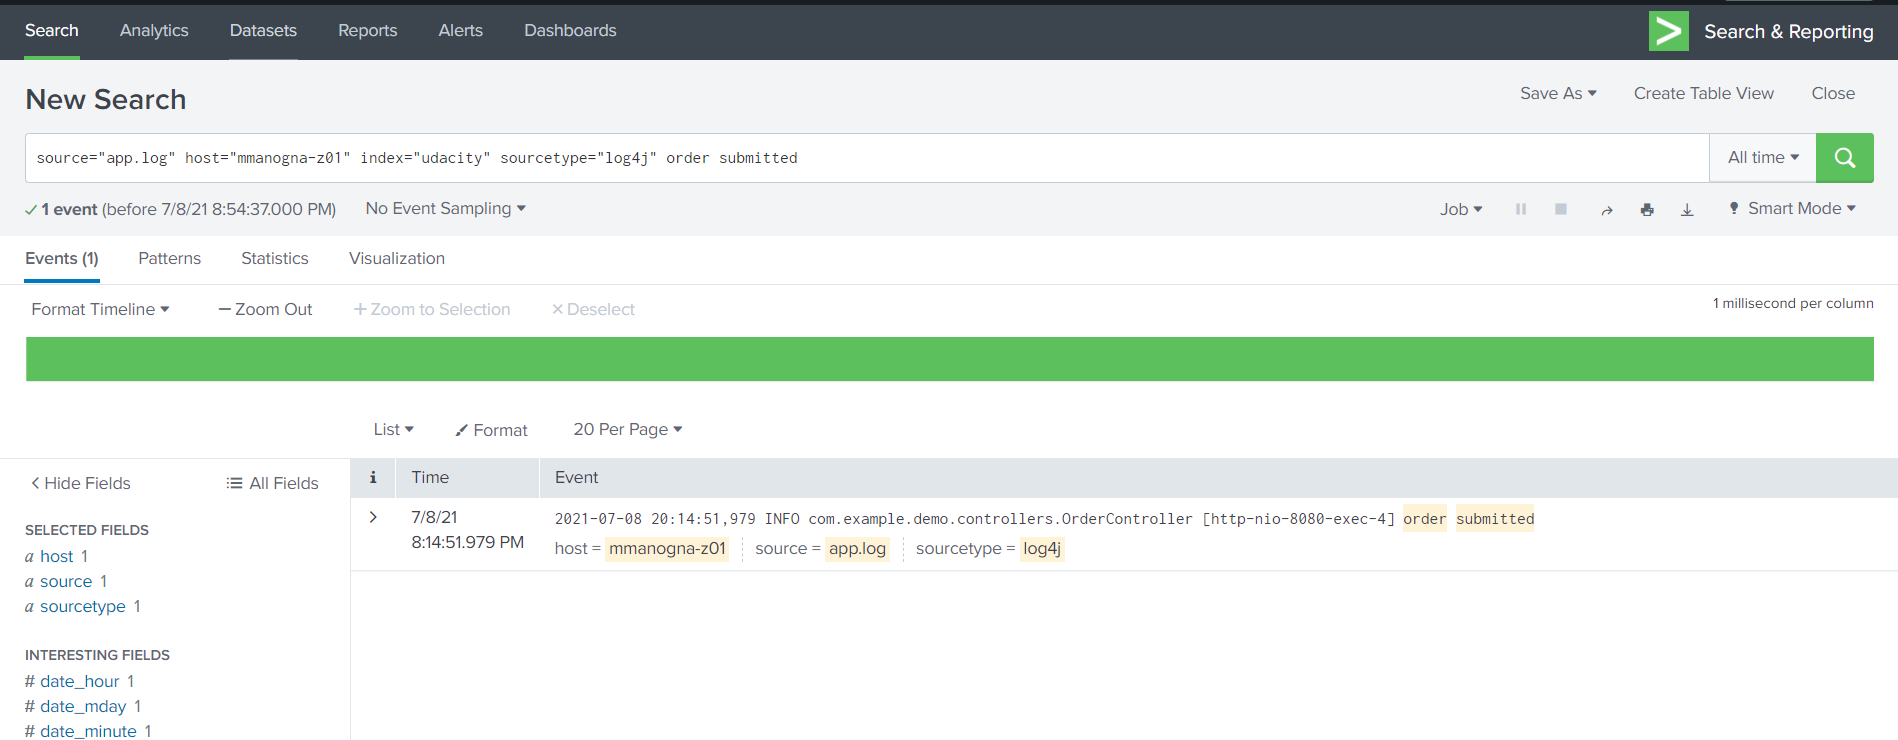 Search Analytics Datasets Reports Alerts Dashboards Search & Reporting
New Search
Save As Create Table View Close
source="app.log" host="mmanogna-z01" index="udacity" sourcetype="log4j" order submitted
All time
1 event (before 7/8/21 8:54:37.000 PM) No Event Sampling Job Smart Mode
Events (1) Patterns Statistics Visualization
Format Timeline — Zoom Out + Zoom to Selection × Deselect 1 millisecond per column
List Format 20 Per Page
< Hide Fields All Fields
i Time Event
SELECTED FIELDS
a host 1
a source 1
a sourcetype 1
INTERESTING FIELDS
# date_hour 1
# date_mday 1
# date_minute 1
> 7/8/21
8:14:51.979 PM
2021-07-08 20:14:51,979 INFO com.example.demo.controllers.OrderController [http-nio-8080-exec-4] order submitted
host = mmanogna-z01 source = app.log sourcetype = log4j